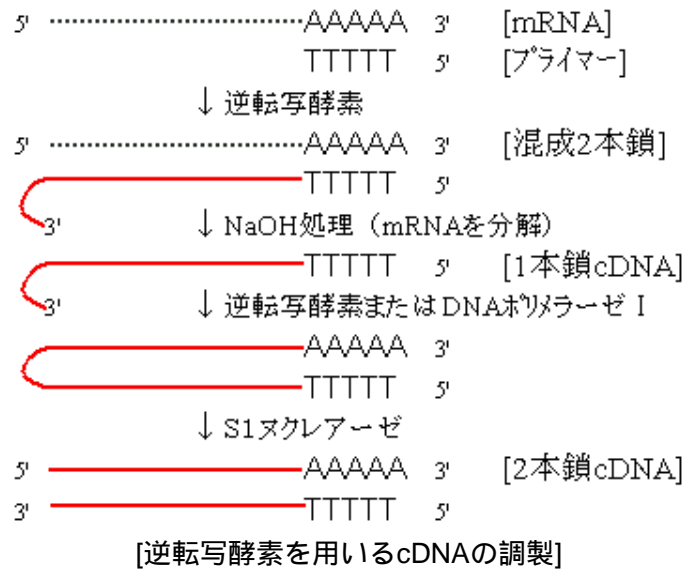 5' AAAAA 3' [mRNA]
TTTTT 5' [プライマー]
↓ 逆転写酵素
5' AAAAA 3' [混成2本鎖]
TTTTT 5'
3' ↓ NaOH処理（mRNAを分解）
TTTTT 5' [1本鎖cDNA]
3' ↓ 逆転写酵素またはDNAポリメラーゼⅠ
AAAAA 3'
TTTTT 5'
↓ S1ヌクレアーゼ
5' AAAAA 3' [2本鎖cDNA]
3' TTTTT 5'
[逆転写酵素を用いるcDNAの調製]